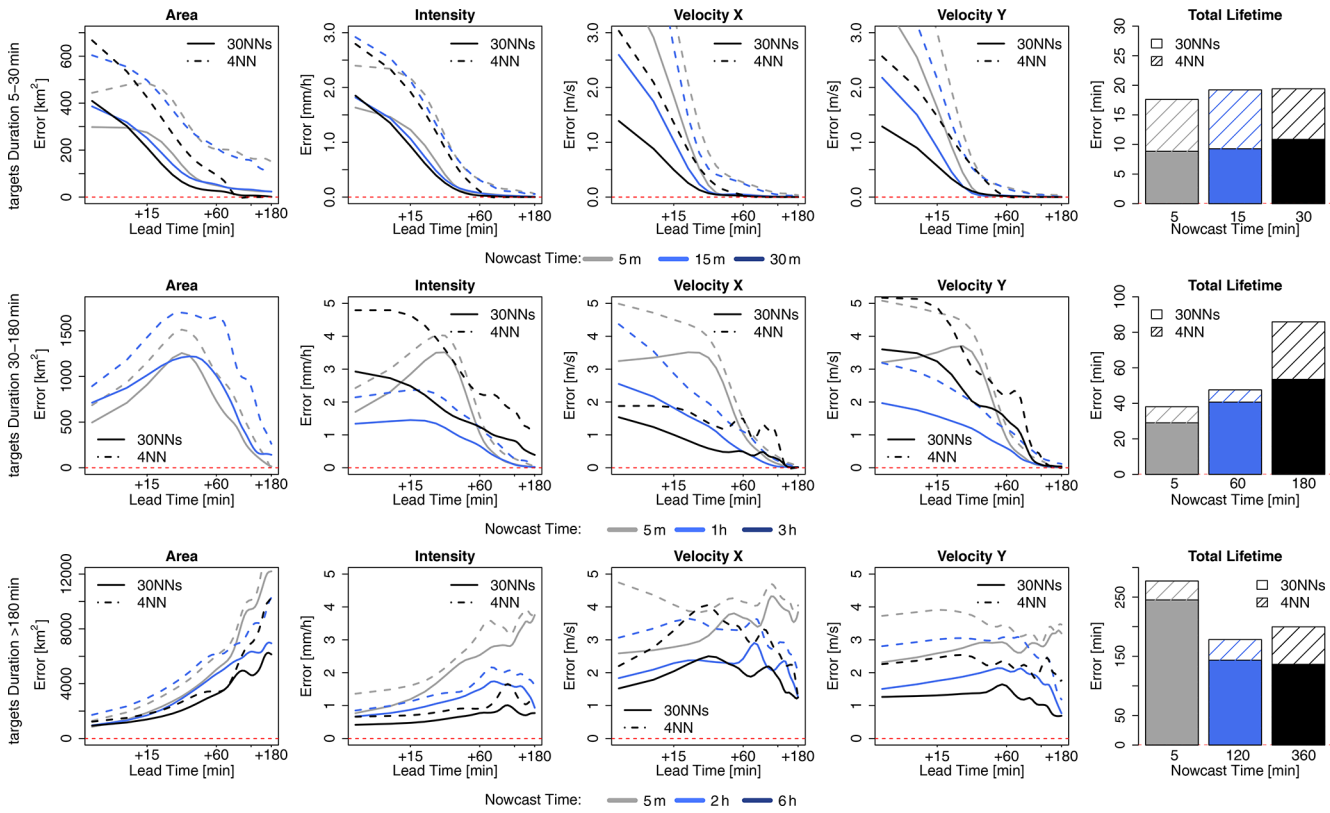 Area
Intensity
Velocity X
Velocity Y
Total Lifetime
targets Duration 5–30 min
Error [km²]
0 200 400 600
30NNs
4NN
+15 +60 +180
Lead Time [min]
Error [mm/h]
0.0 1.0 2.0 3.0
30NNs
4NN
+15 +60 +180
Lead Time [min]
Error [m/s]
0.0 1.0 2.0 3.0
30NNs
4NN
+15 +60 +180
Lead Time [min]
Error [m/s]
0.0 1.0 2.0 3.0
30NNs
4NN
+15 +60 +180
Lead Time [min]
Error [min]
0 5 10 15 20 25 30
30NNs
4NN
5 15 30
Nowcast Time [min]
Nowcast Time: 5 m 15 m 30 m
Area
Intensity
Velocity X
Velocity Y
Total Lifetime
targets Duration 30–180 min
Error [km²]
0 500 1000 1500
30NNs
4NN
+15 +60 +180
Lead Time [min]
Error [mm/h]
0 1 2 3 4 5
30NNs
4NN
+15 +60 +180
Lead Time [min]
Error [m/s]
0 1 2 3 4 5
30NNs
4NN
+15 +60 +180
Lead Time [min]
Error [m/s]
0 1 2 3 4 5
30NNs
4NN
+15 +60 +180
Lead Time [min]
Error [min]
0 20 40 60 80 100
30NNs
4NN
5 60 180
Nowcast Time [min]
Nowcast Time: 5 m 1 h 3 h
Area
Intensity
Velocity X
Velocity Y
Total Lifetime
targets Duration >180 min
Error [km²]
0 4000 8000 12000
30NNs
4NN
+15 +60 +180
Lead Time [min]
Error [mm/h]
0 1 2 3 4 5
30NNs
4NN
+15 +60 +180
Lead Time [min]
Error [m/s]
0 1 2 3 4 5
30NNs
4NN
+15 +60 +180
Lead Time [min]
Error [m/s]
0 1 2 3 4 5
30NNs
4NN
+15 +60 +180
Lead Time [min]
Error [min]
0 50 150 250
30NNs
4NN
5 120 360
Nowcast Time [min]
Nowcast Time: 5 m 2 h 6 h